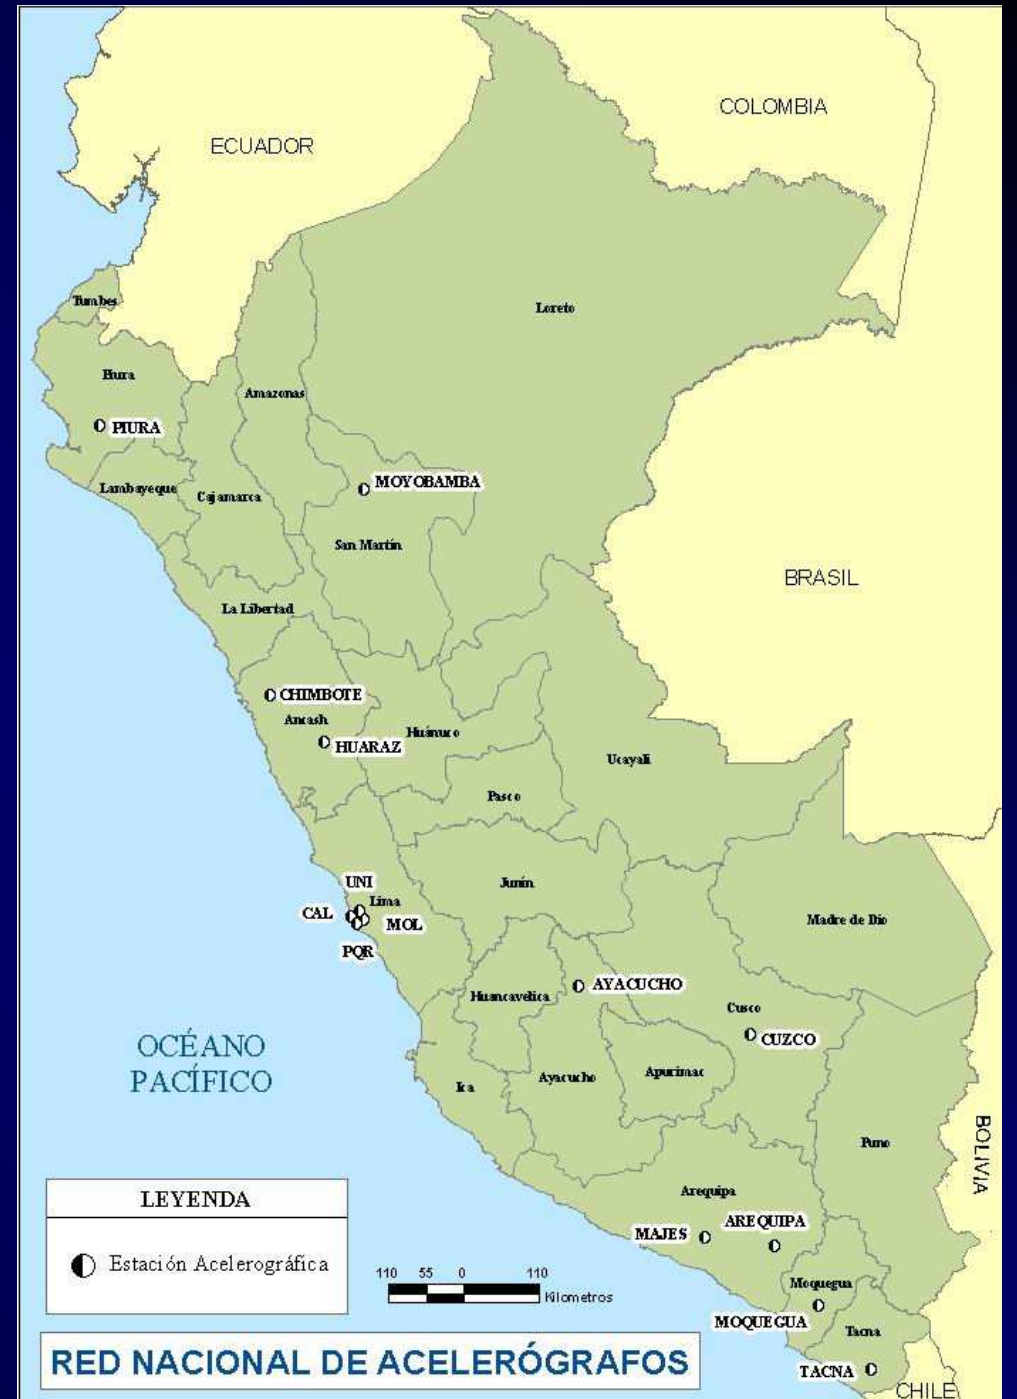 COLOMBIA
ECUADOR
Tumbes
Loreto
Piura
Amazonas
PIURA
MOYOBAMBA
Lambayeque
Cajamarca
San Martín
BRASIL
La Libertad
CHIMBOTE
Ancash
Huánuco
HUARAZ
Ucayali
Pasco
UNI
Junín
Lima
CAL
MOL
Madre de Dio
PQR
AYACUCHO
Huancavelica
Cusco
CUZCO
OCÉANO
PACÍFICO
Apurimac
Ayacucho
Ica
Puno
BOLIVIA
LEYENDA
Estación Acelerográfica
Arequipa
AREQUIPA
MAJES
110 55 0 110
Kilometros
Moquegua
MOQUEGUA
Tacna
RED NACIONAL DE ACELERÓGRAFOS
TACNA
CHILE